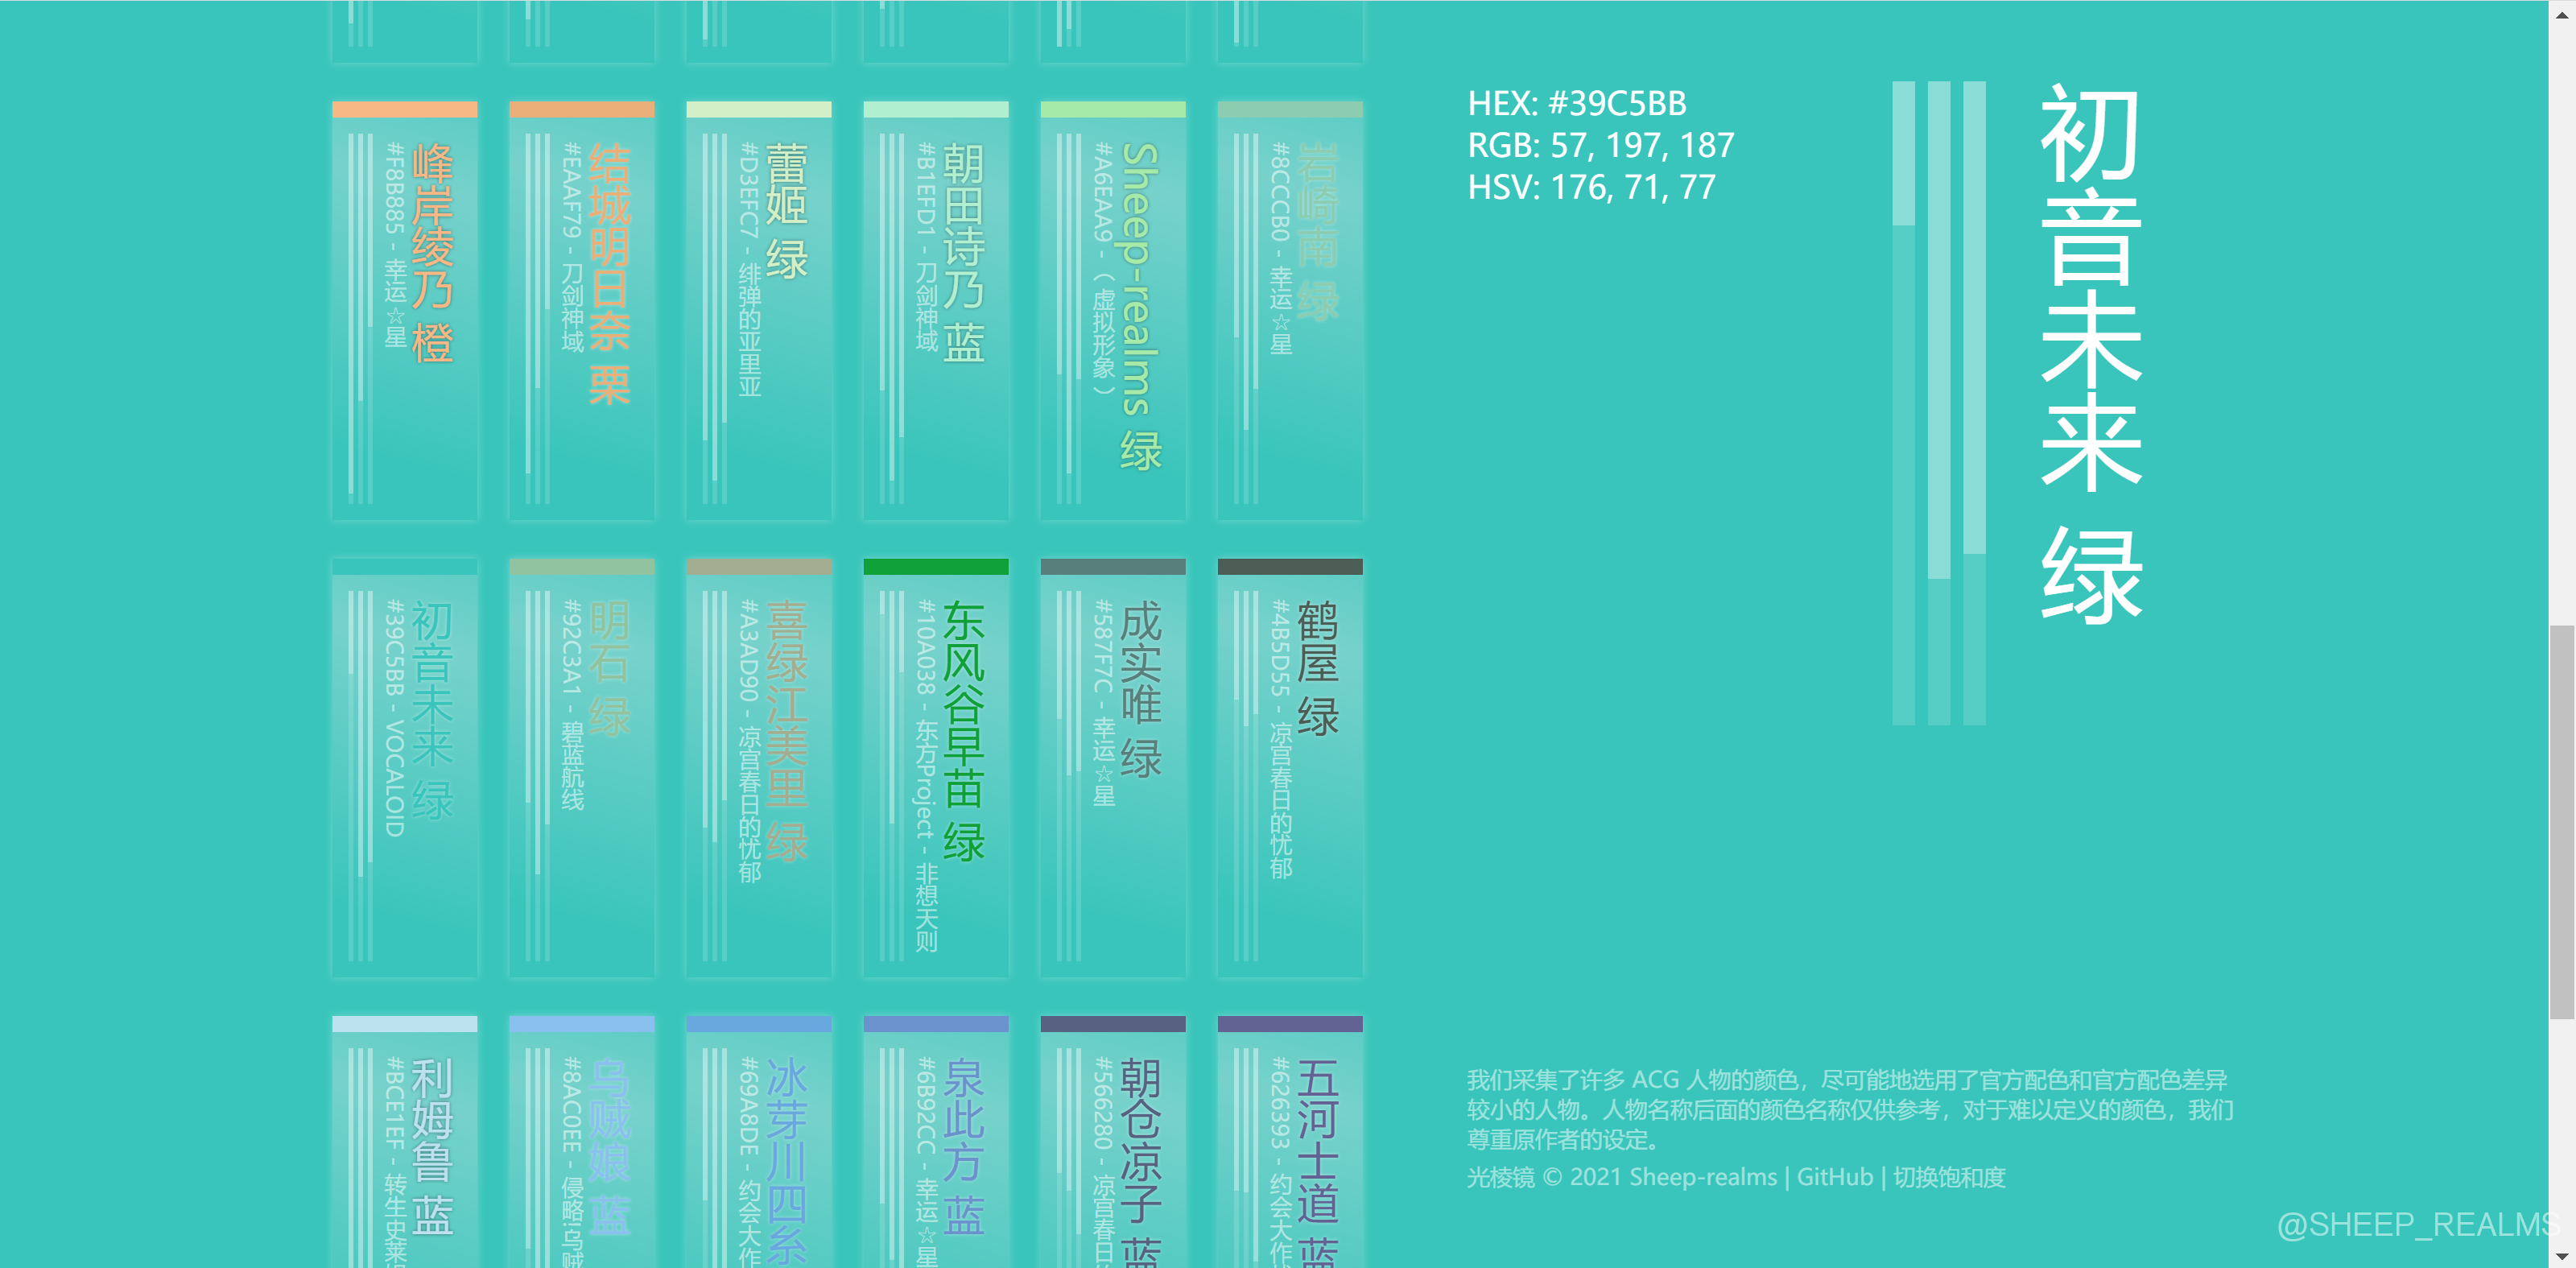 峰岸绫乃 橙
#F8B885 - 幸运☆星
结城明日奈 栗
#EAAF79 - 刀剑神域
蕾姬 绿
#D3EFC7 - 绯弹的亚里亚
朝田诗乃 蓝
#B1EFD1 - 刀剑神域
Sheep-realms 绿
#A6EAA9 - （虚拟形象）
岩崎南 绿
#8CCCB0 - 幸运☆星
初音未来 绿
#39C5BB - VOCALOID
明石 绿
#92C3A1 - 碧蓝航线
喜绿江美里 绿
#A3AD90 - 凉宫春日的忧郁
东风谷早苗 绿
#10A038 - 东方Project - 非想天则
成实唯 绿
#587F7C - 幸运☆星
鹤屋 绿
#4B5D55 - 凉宫春日的忧郁
利姆鲁 蓝
#BCE1EF - 转生史莱
乌贼娘 蓝
#8AC0EE - 侵略!乌贼
冰芽川四糸
#69A8DE - 约会大作
泉此方 蓝
#6B92CC - 幸运☆星
朝仓凉子 蓝
#566280 - 凉宫春日
五河士道 蓝
#626393 - 约会大作
HEX: #39C5BB
RGB: 57, 197, 187
HSV: 176, 71, 77
初音未来 绿
我们采集了许多 ACG 人物的颜色，尽可能地选用了官方配色和官方配色差异
较小的人物。人物名称后面的颜色名称仅供参考，对于难以定义的颜色，我们
尊重原作者的设定。
光棱镜 © 2021 Sheep-realms | GitHub | 切换饱和度
@SHEEP_REALMS